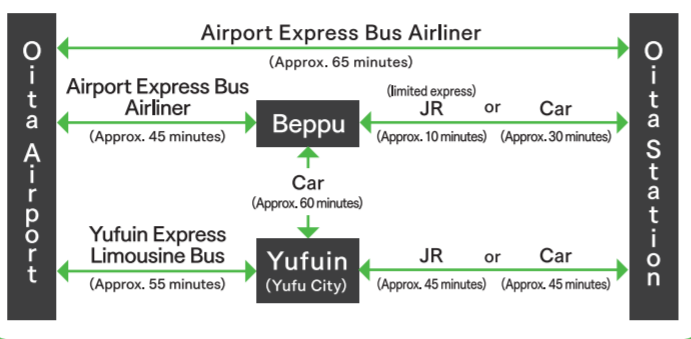 Oita Airport
Airport Express Bus Airliner
(Approx. 65 minutes)
Airport Express Bus
Airliner
(Approx. 45 minutes)
Beppu
(limited express)
JR or Car
(Approx. 10 minutes) (Approx. 30 minutes)
Car
(Approx. 60 minutes)
Yufuin Express
Limousine Bus
(Approx. 55 minutes)
Yufuin
(Yufu City)
JR or Car
(Approx. 45 minutes) (Approx. 45 minutes)
Oita Station